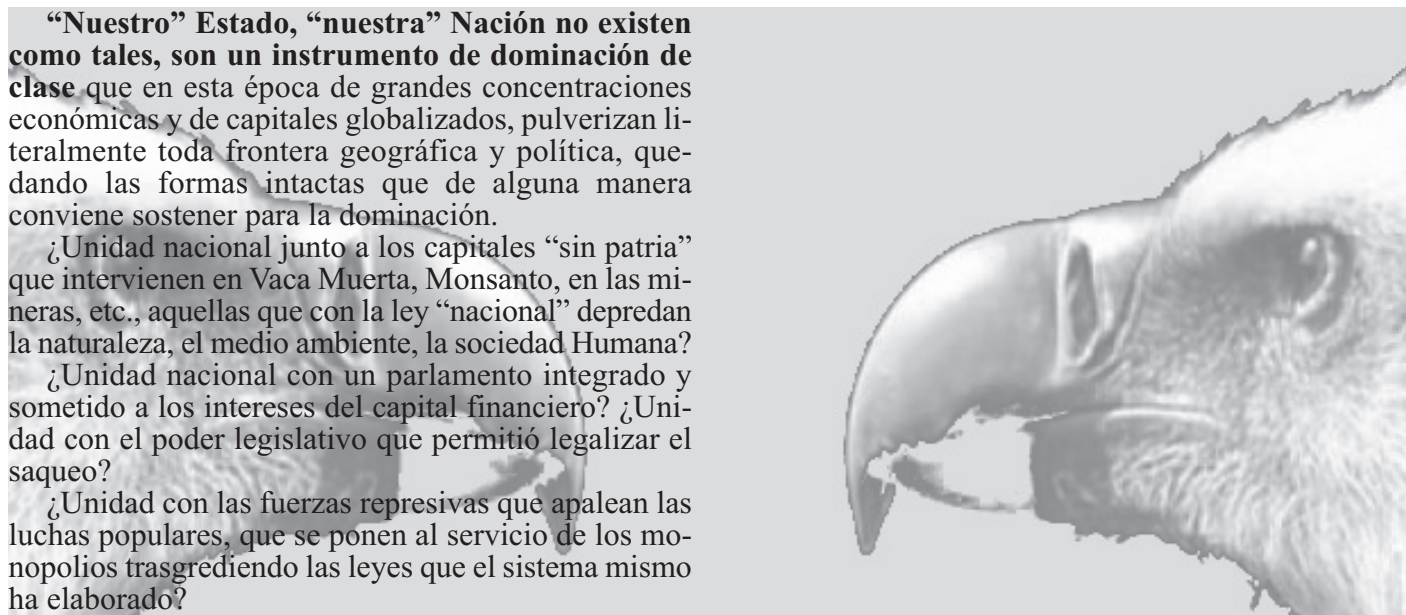 “Nuestro” Estado, “nuestra” Nación no existen
como tales, son un instrumento de dominación de
clase que en esta época de grandes concentraciones
económicas y de capitales globalizados, pulverizan li-
teralmente toda frontera geográfica y política, que-
dando las formas intactas que de alguna manera
conviene sostener para la dominación.
¿Unidad nacional junto a los capitales “sin patria”
que intervienen en Vaca Muerta, Monsanto, en las mi-
neras, etc., aquellas que con la ley “nacional” depredan
la naturaleza, el medio ambiente, la sociedad Humana?
¿Unidad nacional con un parlamento integrado y
sometido a los intereses del capital financiero? ¿Uni-
dad con el poder legislativo que permitió legalizar el
saqueo?
¿Unidad con las fuerzas represivas que apalean las
luchas populares, que se ponen al servicio de los mo-
nopolios trasgrediendo las leyes que el sistema mismo
ha elaborado?